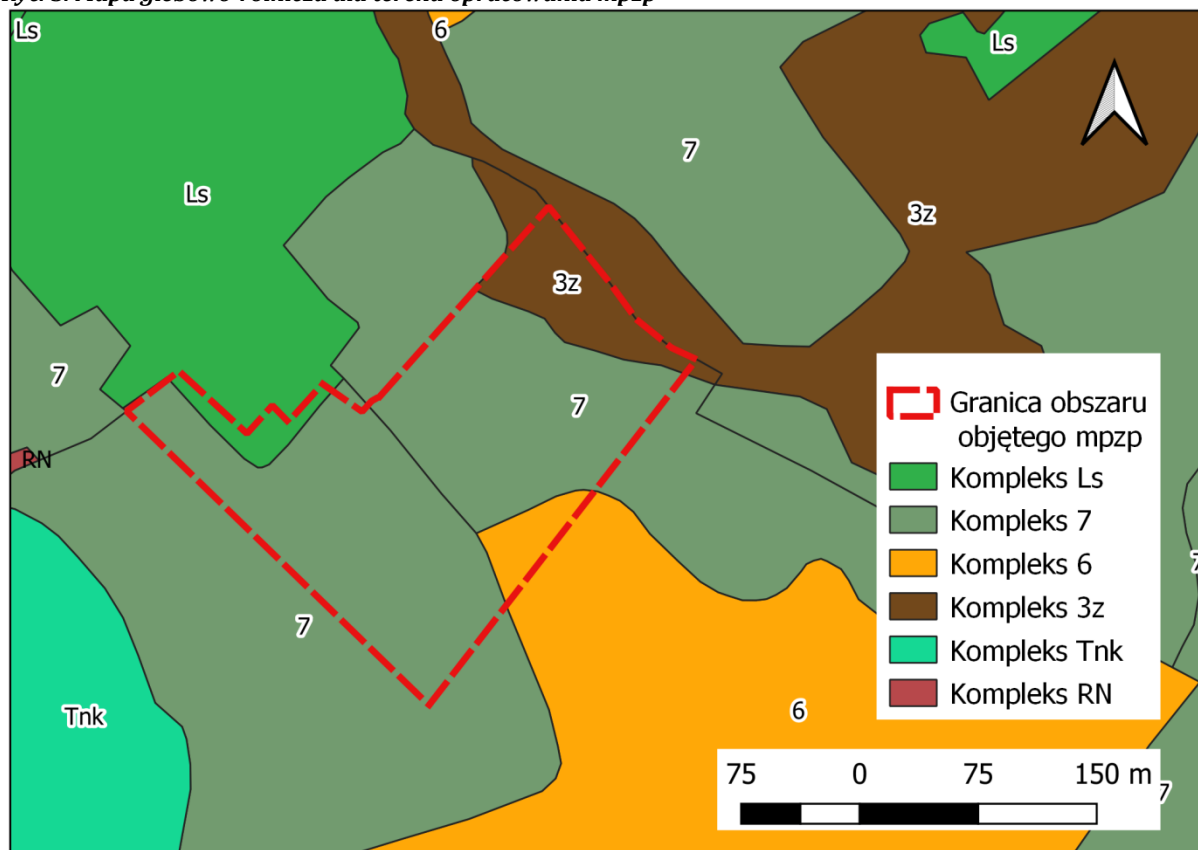 Ls
6
Ls
7
Ls
3z
3z
7
7
RN
7
7
Tnk
6
7
Granica obszaru
objętego mpzp
Kompleks Ls
Kompleks 7
Kompleks 6
Kompleks 3z
Kompleks Tnk
Kompleks RN
75 0 75 150 m
7